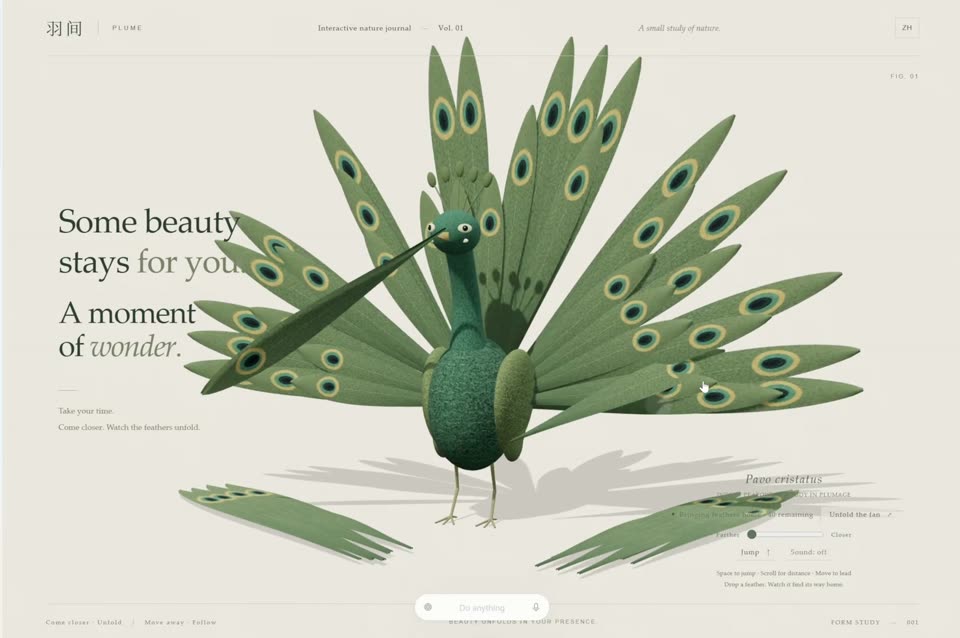 羽间 PLUME
Interactive nature journal — Vol. 01
A small study of nature.
ZH
FIG. 01
Some beauty
stays for you.
A moment
of wonder.
Take your time.
Come closer. Watch the feathers unfold.
Pavo cristatus
IN PLUMAGE
remaining
Unfold the fan ↗
Farther
Closer
Jump ↑
Sound: off
Space to jump · Scroll for distance · Move to lead
Drop a feather. Watch it find its way home.
Do anything
Come closer · Unfold / Move away · Follow
BEAUTY UNFOLDS IN YOUR PRESENCE.
FORM STUDY — 001